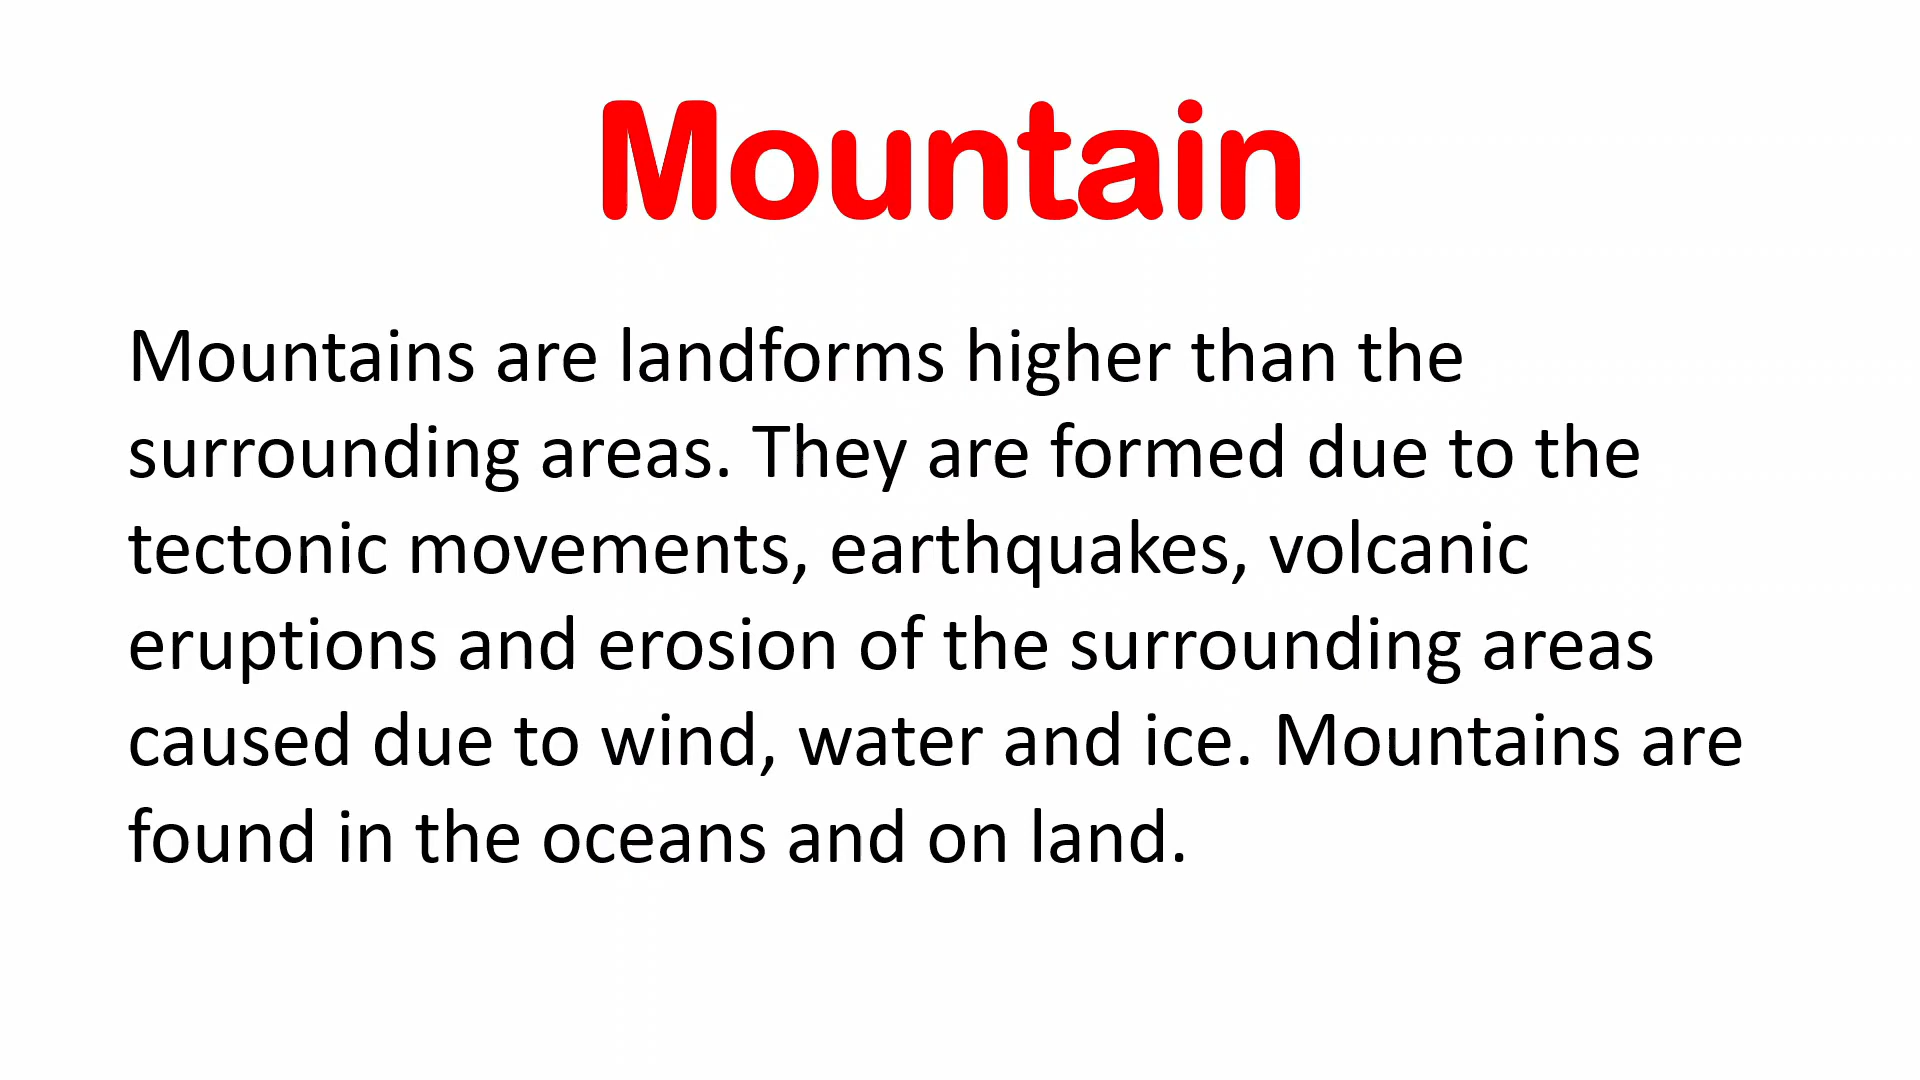 Mountain
Mountains are landforms higher than the
surrounding areas. They are formed due to the
tectonic movements, earthquakes, volcanic
eruptions and erosion of the surrounding areas
caused due to wind, water and ice. Mountains are
found in the oceans and on land.